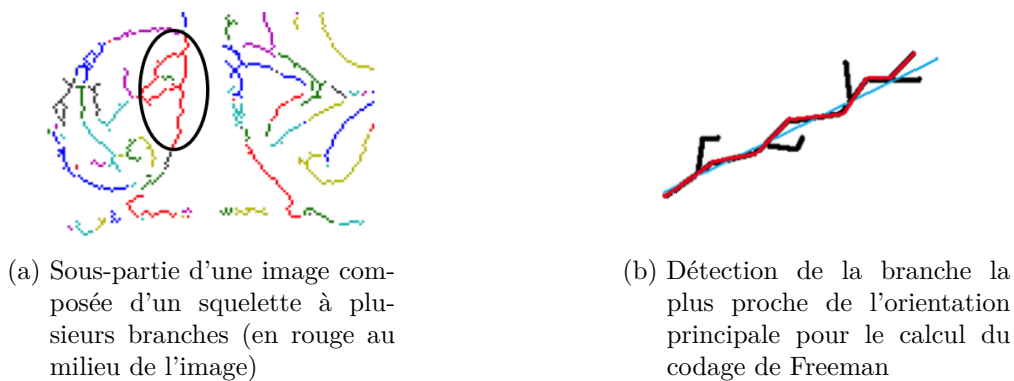 (a) Sous-partie d'une image com-
posée d'un squelette à plu-
sieurs branches (en rouge au
milieu de l'image)
(b) Détection de la branche la
plus proche de l'orientation
principale pour le calcul du
codage de Freeman